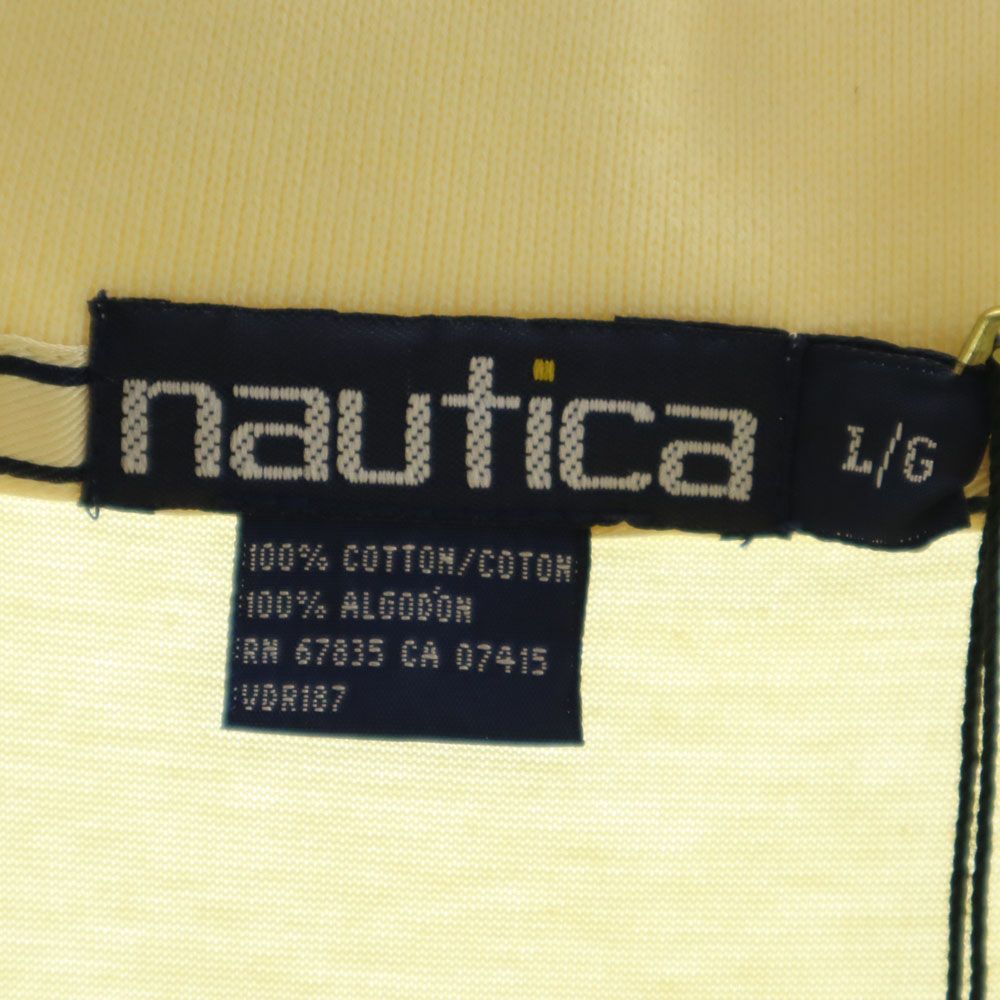 nautica
L/G
100% COTTON/COTON
100% ALGODÓN
RN 67835 CA 07415
VDR187